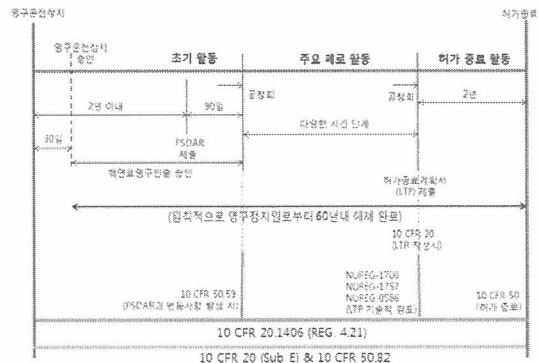 영구운전정지 허가종료
영구운전정지
승인
초기 활동 주요 폐로 활동 허가 종료 활동
공청회 공청회
2년 이내 90일 2년
다양한 시간 단계
30일 PSDAR
제출
핵연료영구인출 승인
허가종료계획서
(LTP) 제출
(원칙적으로 영구정지일로부터 60년내 해체 완료)
10 CFR 20
(LTR 작성시)
NUREG-1700
NUREG-1757
NUREG-0586
(LTP 기술적 검토)
10 CFR 50.59
(PSDAR과 변동사항 발생 시)
10 CFR 50
(허가 종료)
10 CFR 20.1406 (REG. 4.21)
10 CFR 20 (Sub E) & 10 CFR 50.82